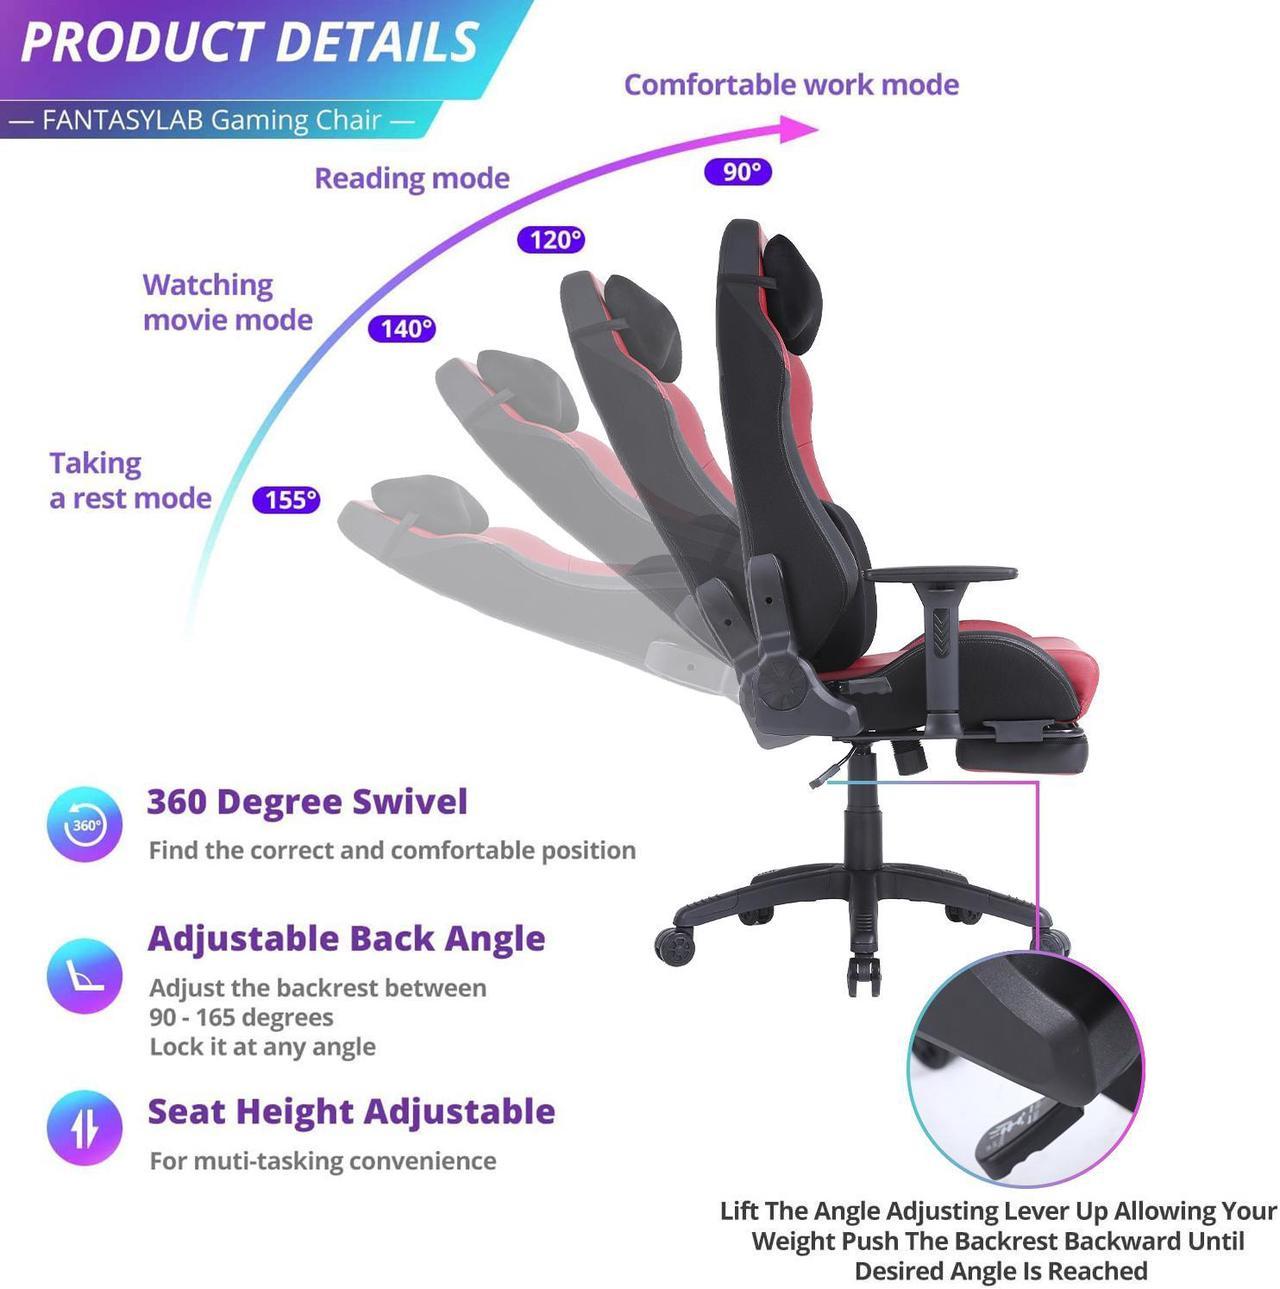 PRODUCT DETAILS
— FANTASYLAB Gaming Chair —
Comfortable work mode
90°
Reading mode
120°
Watching
movie mode
140°
Taking
a rest mode
155°
360°
360 Degree Swivel
Find the correct and comfortable position
Adjustable Back Angle
Adjust the backrest between
90 - 165 degrees
Lock it at any angle
Seat Height Adjustable
For muti-tasking convenience
Lift The Angle Adjusting Lever Up Allowing Your
Weight Push The Backrest Backward Until
Desired Angle Is Reached